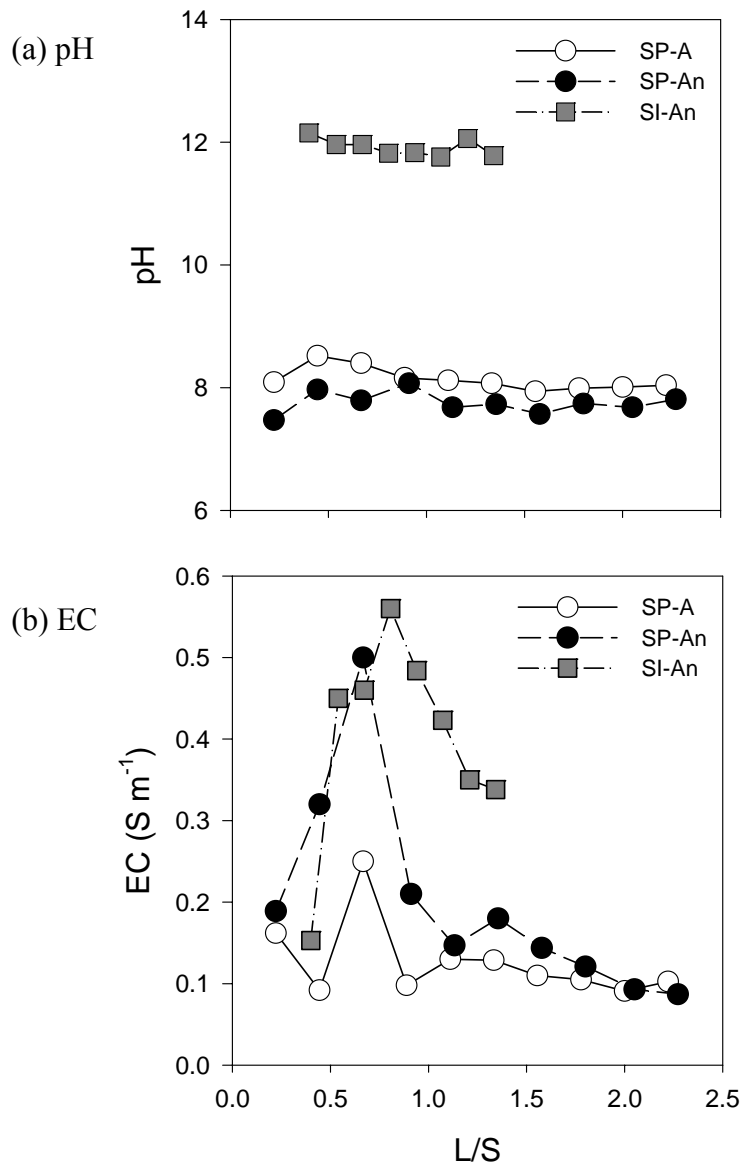 (a) pH
14
12
10
8
6
pH
SP-A
SP-An
SI-An
(b) EC
0.6
0.5
0.4
0.3
0.2
0.1
0.0
EC (S m⁻¹)
SP-A
SP-An
SI-An
0.0 0.5 1.0 1.5 2.0 2.5
L/S